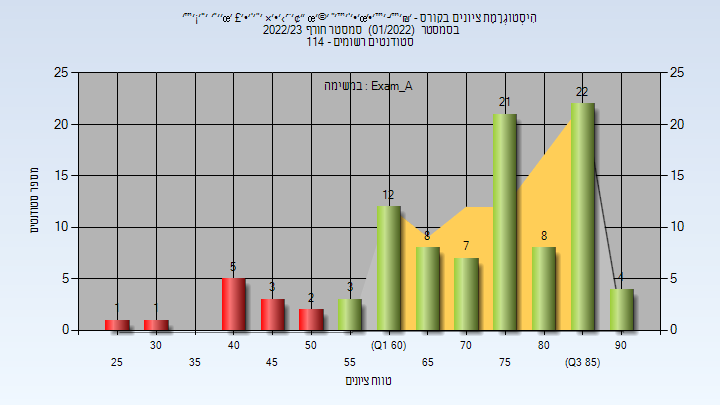 היסטוגרמת ציונים בקורס -
בסמסטר (01/2022) סמסטר חורף 2022/23
סטודנטים רשומים - 114
במשימה : Exam_A
25 25
20 20
15 15
10 10
5 5
0 0
מספר סטודנטים
1 1 5 3 2 3 12 8 7 21 8 22 4
30 40 50 (Q1 60) 70 80 90
25 35 45 55 65 75 (Q3 85)
טווח ציונים